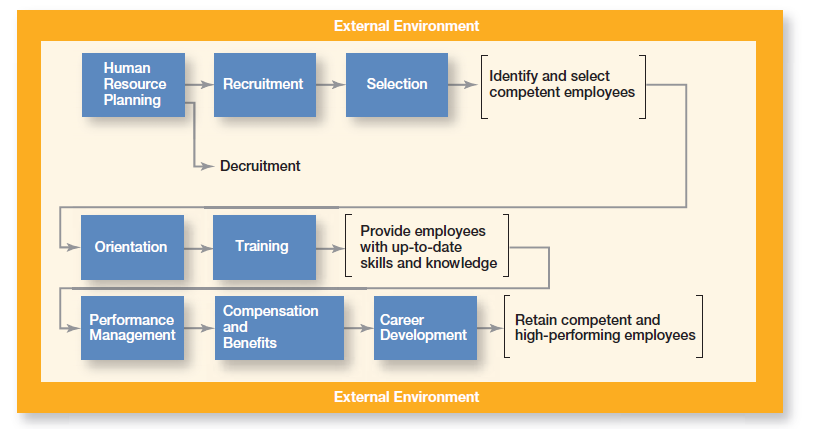 External Environment
Human
Resource
Planning
Recruitment
Selection
Identify and select
competent employees
Decruitment
Orientation
Training
Provide employees
with up-to-date
skills and knowledge
Performance
Management
Compensation
and
Benefits
Career
Development
Retain competent and
high-performing employees
External Environment